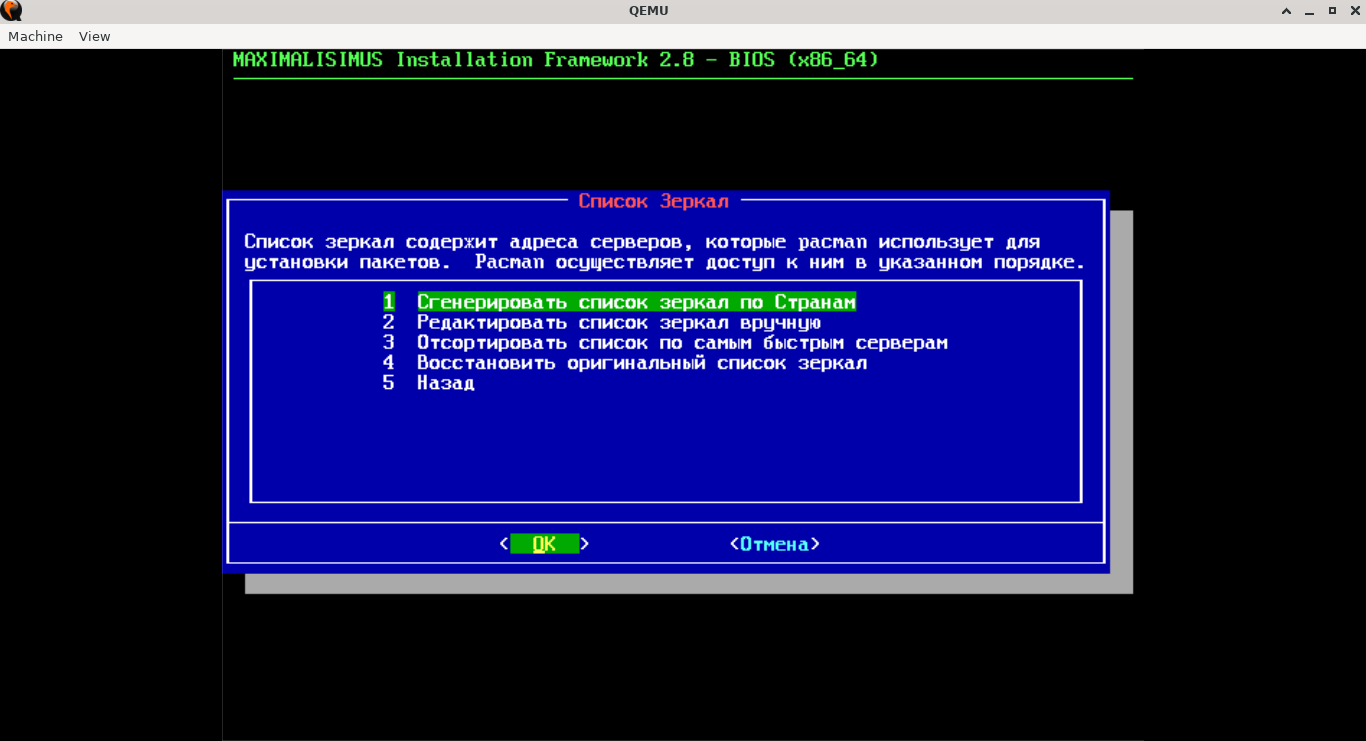 QEMU
Machine View
MAXIMALISIMUS Installation Framework 2.8 - BIOS (x86_64)
Список Зеркал
Список зеркал содержит адреса серверов, которые pacman использует для
установки пакетов.  Pacman осуществляет доступ к ним в указанном порядке.
1 Сгенерировать список зеркал по Странам
2 Редактировать список зеркал вручную
3 Отсортировать список по самым быстрым серверам
4 Восстановить оригинальный список зеркал
5 Назад
< OK > <Отмена>